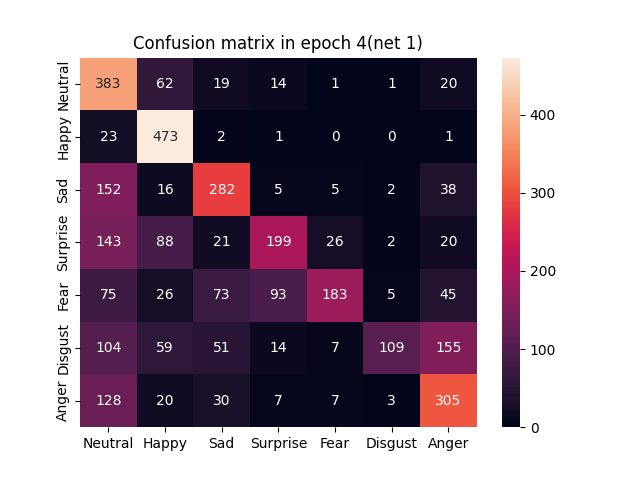 Confusion matrix in epoch 4(net 1)
Neutral 383 62 19 14 1 1 20
Happy 23 473 2 1 0 0 1
Sad 152 16 282 5 5 2 38
Surprise 143 88 21 199 26 2 20
Fear 75 26 73 93 183 5 45
Disgust 104 59 51 14 7 109 155
Anger 128 20 30 7 7 3 305
Neutral Happy Sad Surprise Fear Disgust Anger
400
300
200
100
0